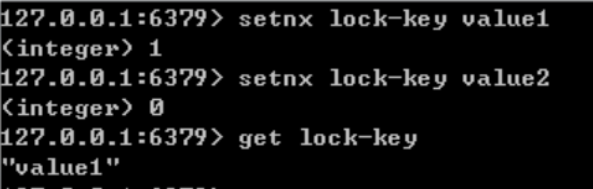 127.0.0.1:6379> setnx lock-key value1
(integer) 1
127.0.0.1:6379> setnx lock-key value2
(integer) 0
127.0.0.1:6379> get lock-key
"value1"